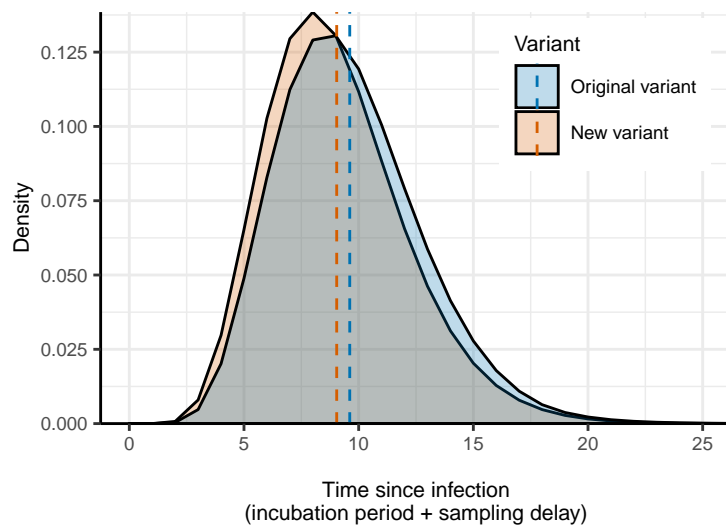 Variant
Original variant
New variant
Density
0.125
0.100
0.075
0.050
0.025
0.000
0
5
10
15
20
25
Time since infection
(incubation period + sampling delay)